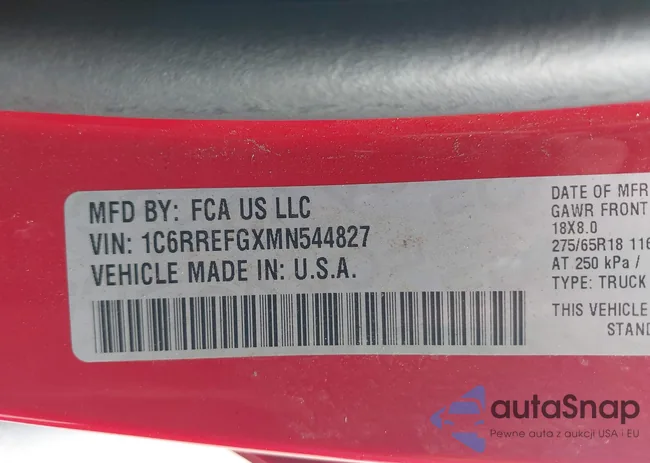 MFD BY: FCA US LLC
VIN: 1C6RREFGXMN544827
VEHICLE MADE IN: U.S.A.
DATE OF MFR
GAWR FRONT
18X8.0
275/65R18 116
AT 250 kPa /
TYPE: TRUCK
THIS VEHICLE
STAND
autaSnap
Pewne auta z aukcji USA i EU